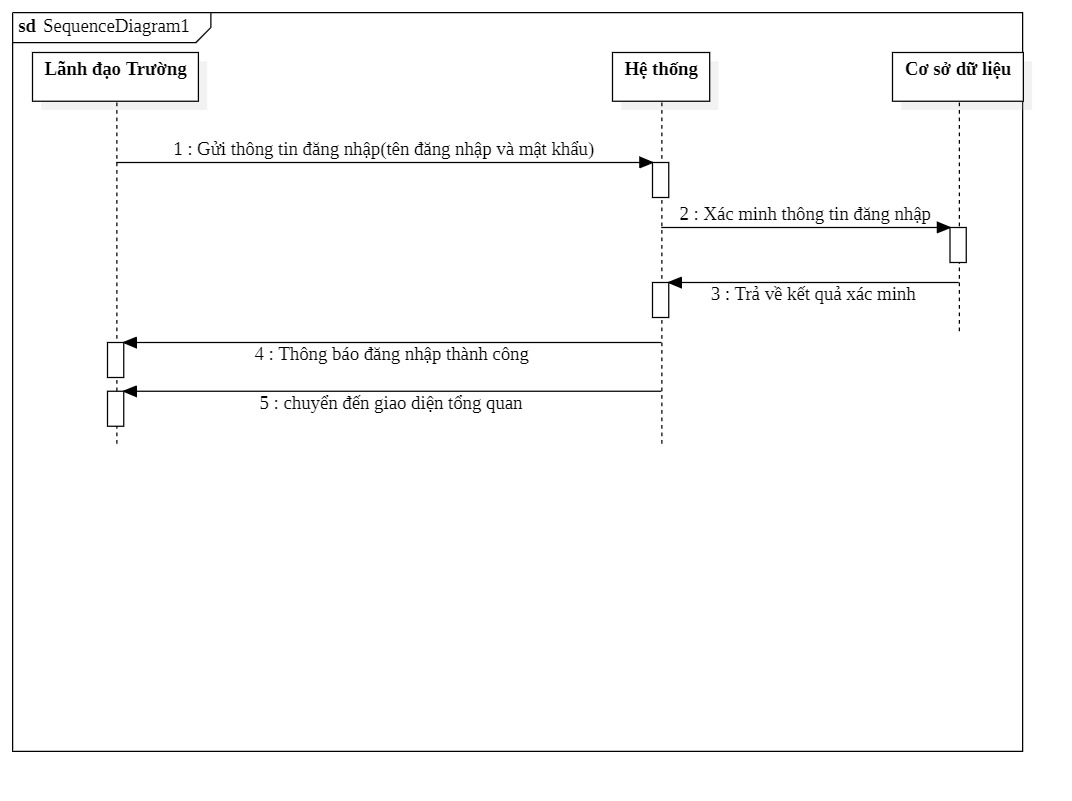 sd SequenceDiagram1
Lãnh đạo Trường
Hệ thống
Cơ sở dữ liệu
1 : Gửi thông tin đăng nhập(tên đăng nhập và mật khẩu)
2 : Xác minh thông tin đăng nhập
3 : Trả về kết quả xác minh
4 : Thông báo đăng nhập thành công
5 : chuyển đến giao diện tổng quan